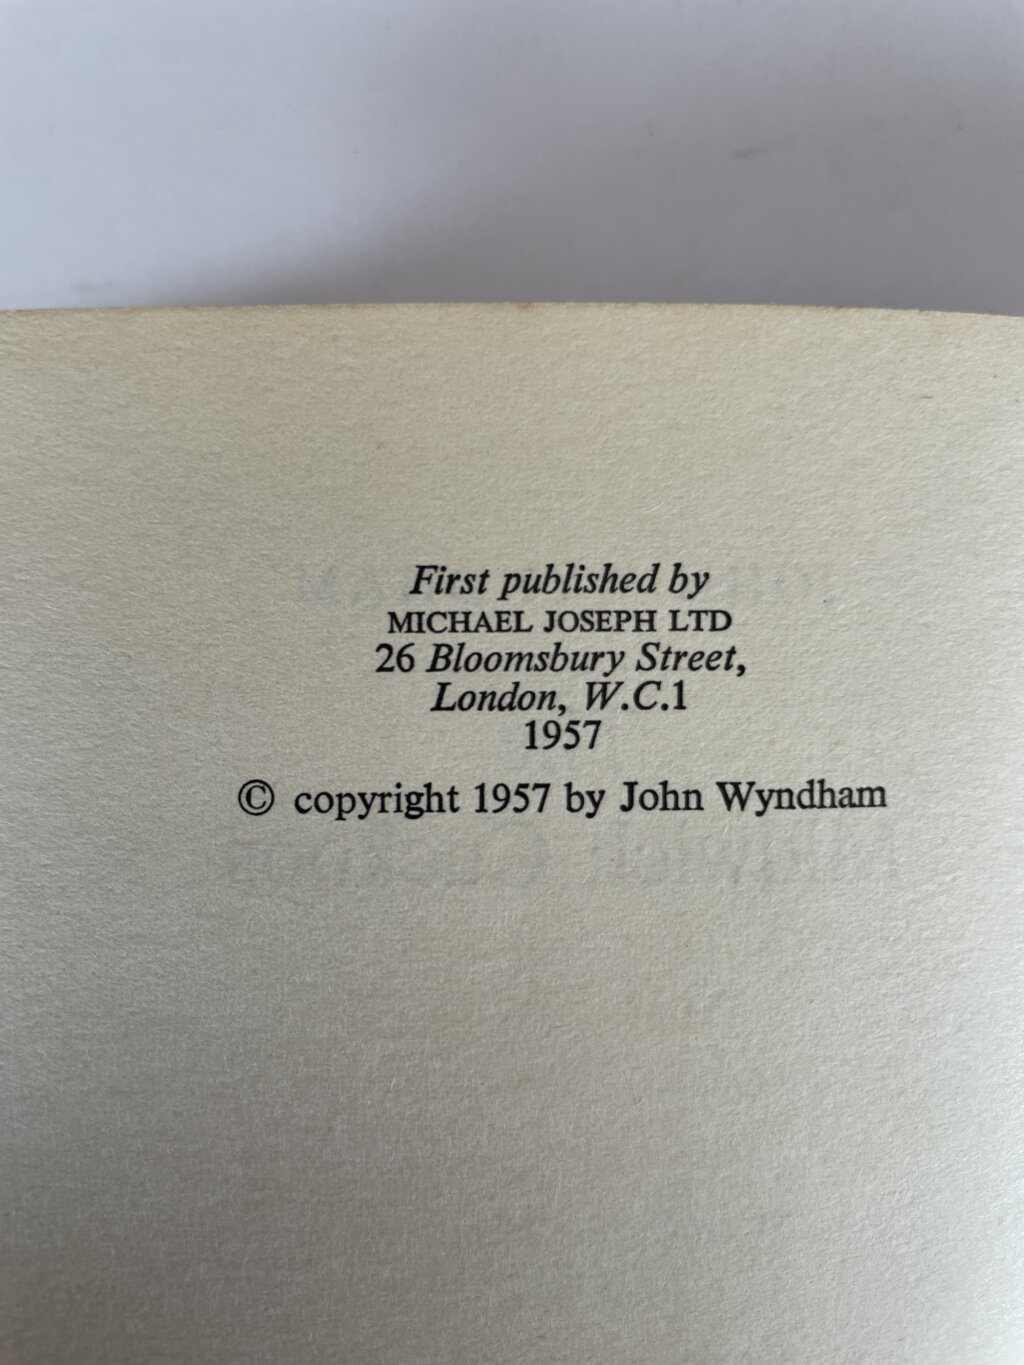 First published by
MICHAEL JOSEPH LTD
26 Bloomsbury Street,
London, W.C.1
1957
© copyright 1957 by John Wyndham